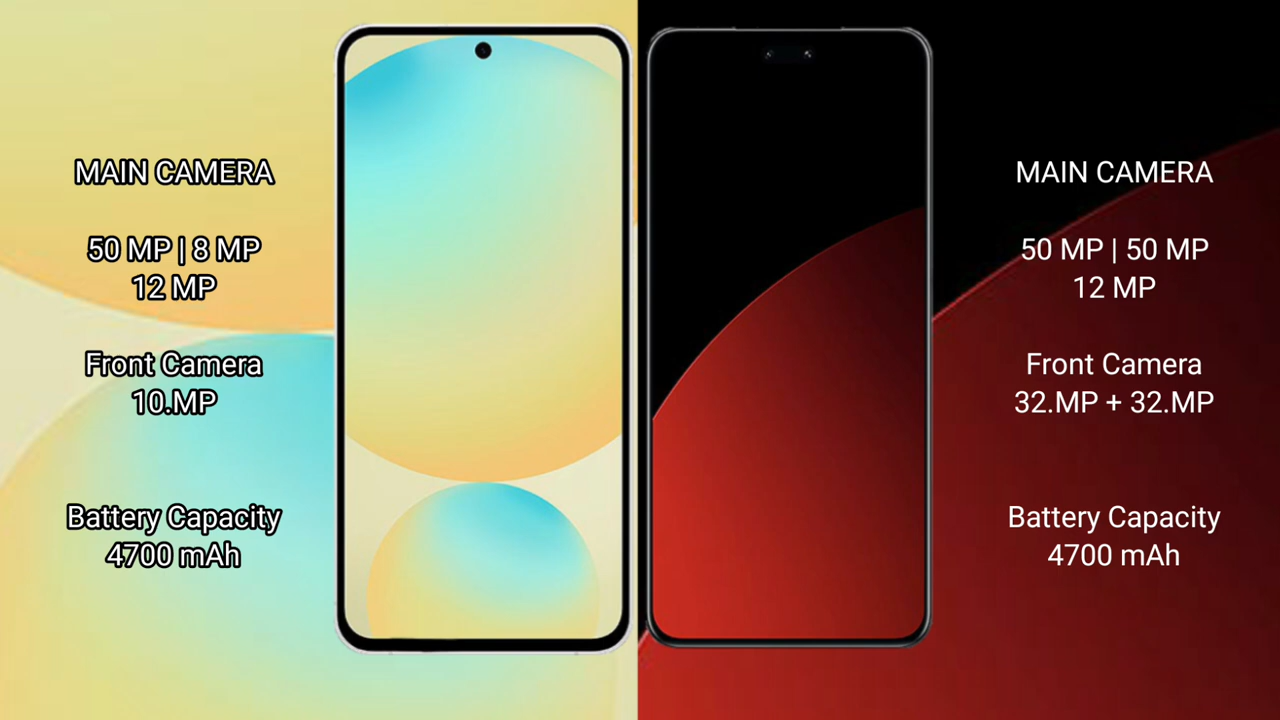 MAIN CAMERA
50 MP | 8 MP
12 MP
Front Camera
10.MP
Battery Capacity
4700 mAh
MAIN CAMERA
50 MP | 50 MP
12 MP
Front Camera
32.MP + 32.MP
Battery Capacity
4700 mAh